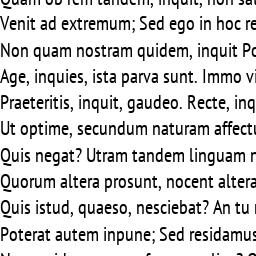 Quam ob rem tandem, inquit, non sat
Venit ad extremum; Sed ego in hoc re
Non quam nostram quidem, inquit Po
Age, inquies, ista parva sunt. Immo vi
Praeteritis, inquit, gaudeo. Recte, inq
Ut optime, secundum naturam affectu
Quis negat? Utram tandem linguam n
Quorum altera prosunt, nocent altera
Quis istud, quaeso, nesciebat? An tu
Poterat autem inpune; Sed residamus